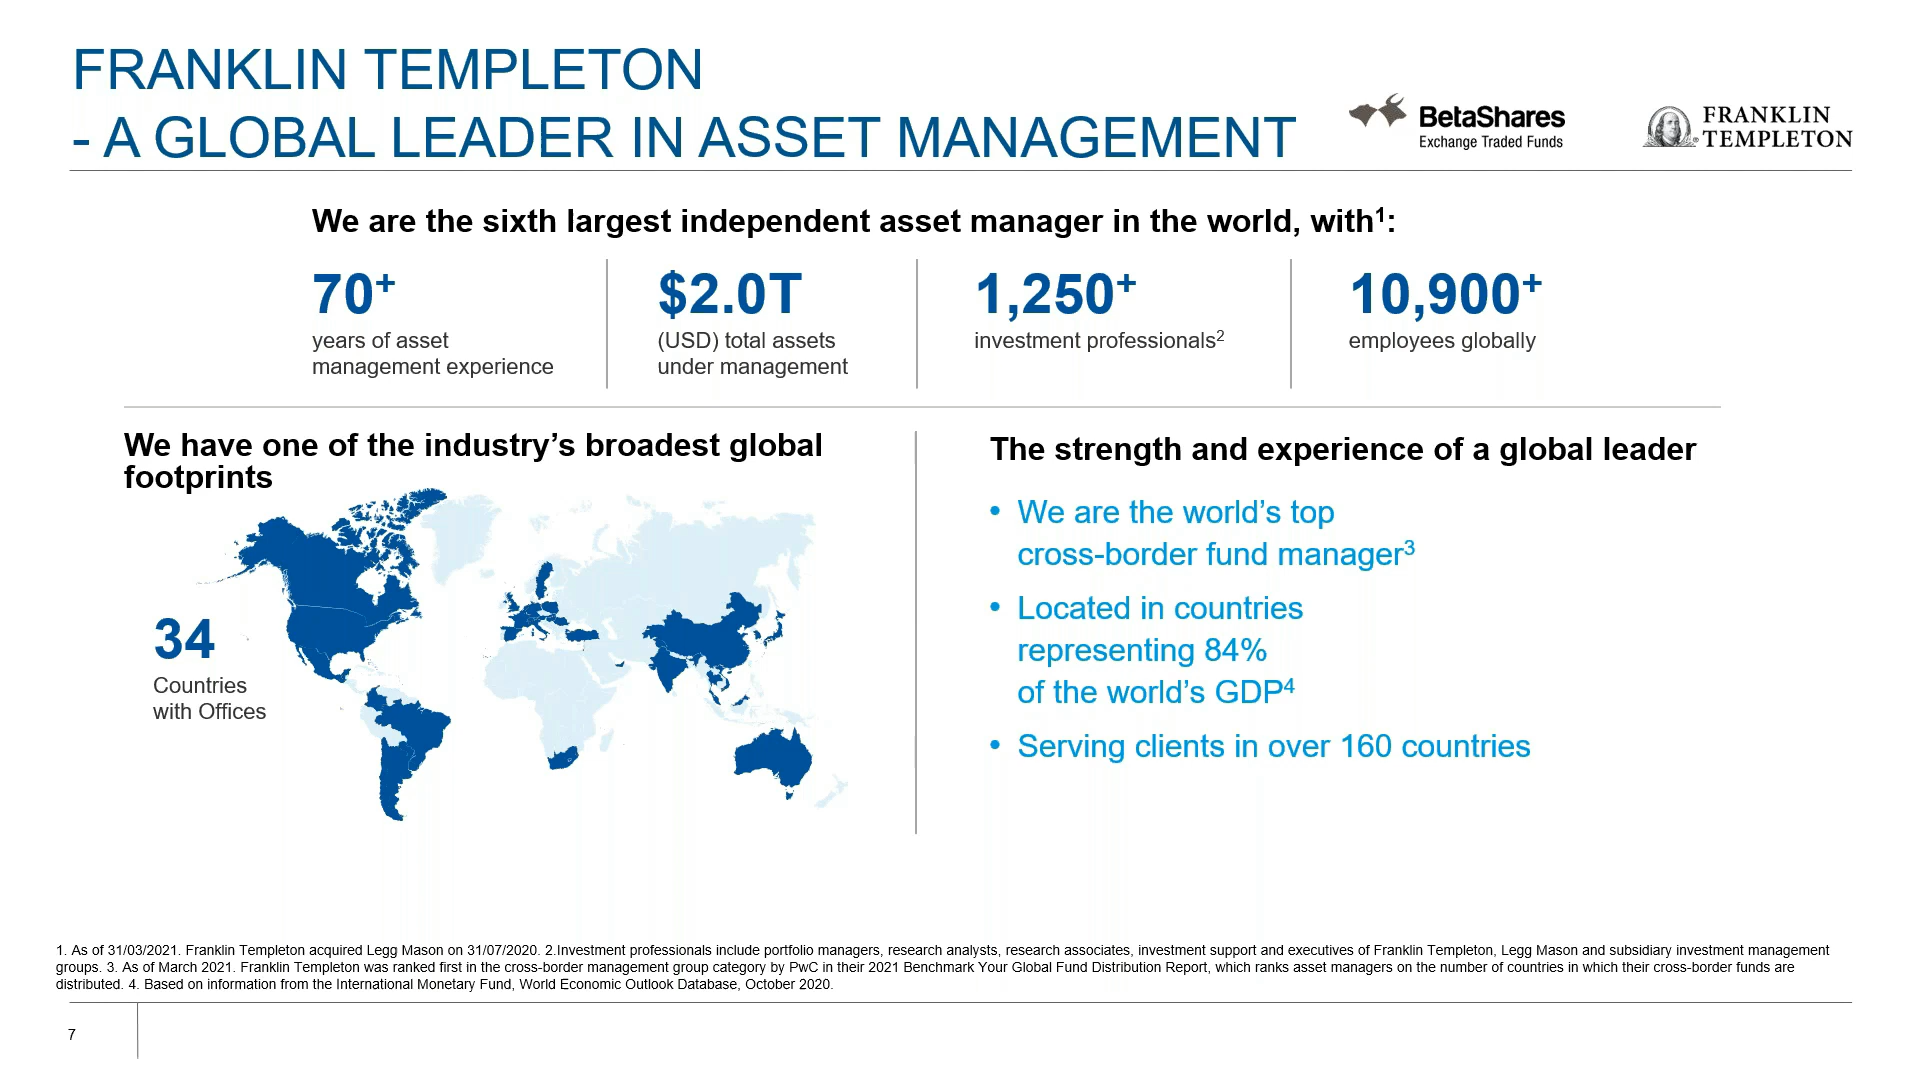 FRANKLIN TEMPLETON
- A GLOBAL LEADER IN ASSET MANAGEMENT
BetaShares
Exchange Traded Funds
FRANKLIN
TEMPLETON
We are the sixth largest independent asset manager in the world, with¹:
70⁺
years of asset
management experience
$2.0T
(USD) total assets
under management
1,250⁺
investment professionals²
10,900⁺
employees globally
We have one of the industry’s broadest global
footprints
34
Countries
with Offices
The strength and experience of a global leader
• We are the world’s top
cross-border fund manager³
• Located in countries
representing 84%
of the world’s GDP⁴
• Serving clients in over 160 countries
1. As of 31/03/2021. Franklin Templeton acquired Legg Mason on 31/07/2020. 2.Investment professionals include portfolio managers, research analysts, research associates, investment support and executives of Franklin Templeton, Legg Mason and subsidiary investment management
groups. 3. As of March 2021. Franklin Templeton was ranked first in the cross-border management group category by PwC in their 2021 Benchmark Your Global Fund Distribution Report, which ranks asset managers on the number of countries in which their cross-border funds are
distributed. 4. Based on information from the International Monetary Fund, World Economic Outlook Database, October 2020.
7